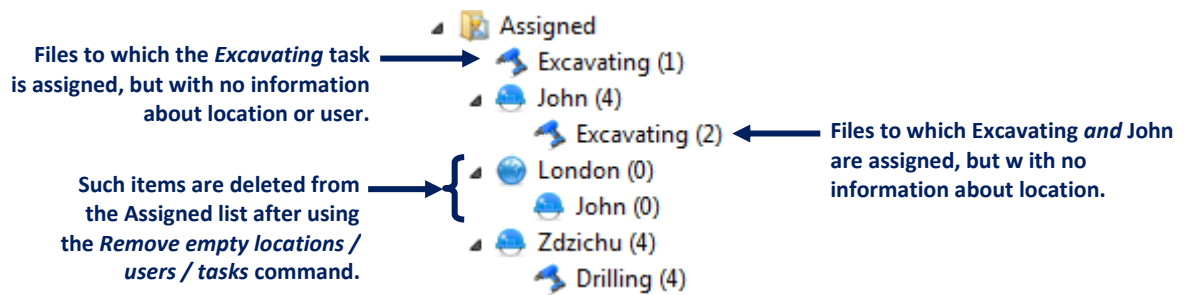 Assigned
Files to which the Excavating task
is assigned, but with no information
about location or user.
Excavating (1)
John (4)
Excavating (2)
Files to which Excavating and John
are assigned, but w ith no
information about location.
Such items are deleted from
the Assigned list after using
the Remove empty locations /
users / tasks command.
London (0)
John (0)
Zdzichu (4)
Drilling (4)